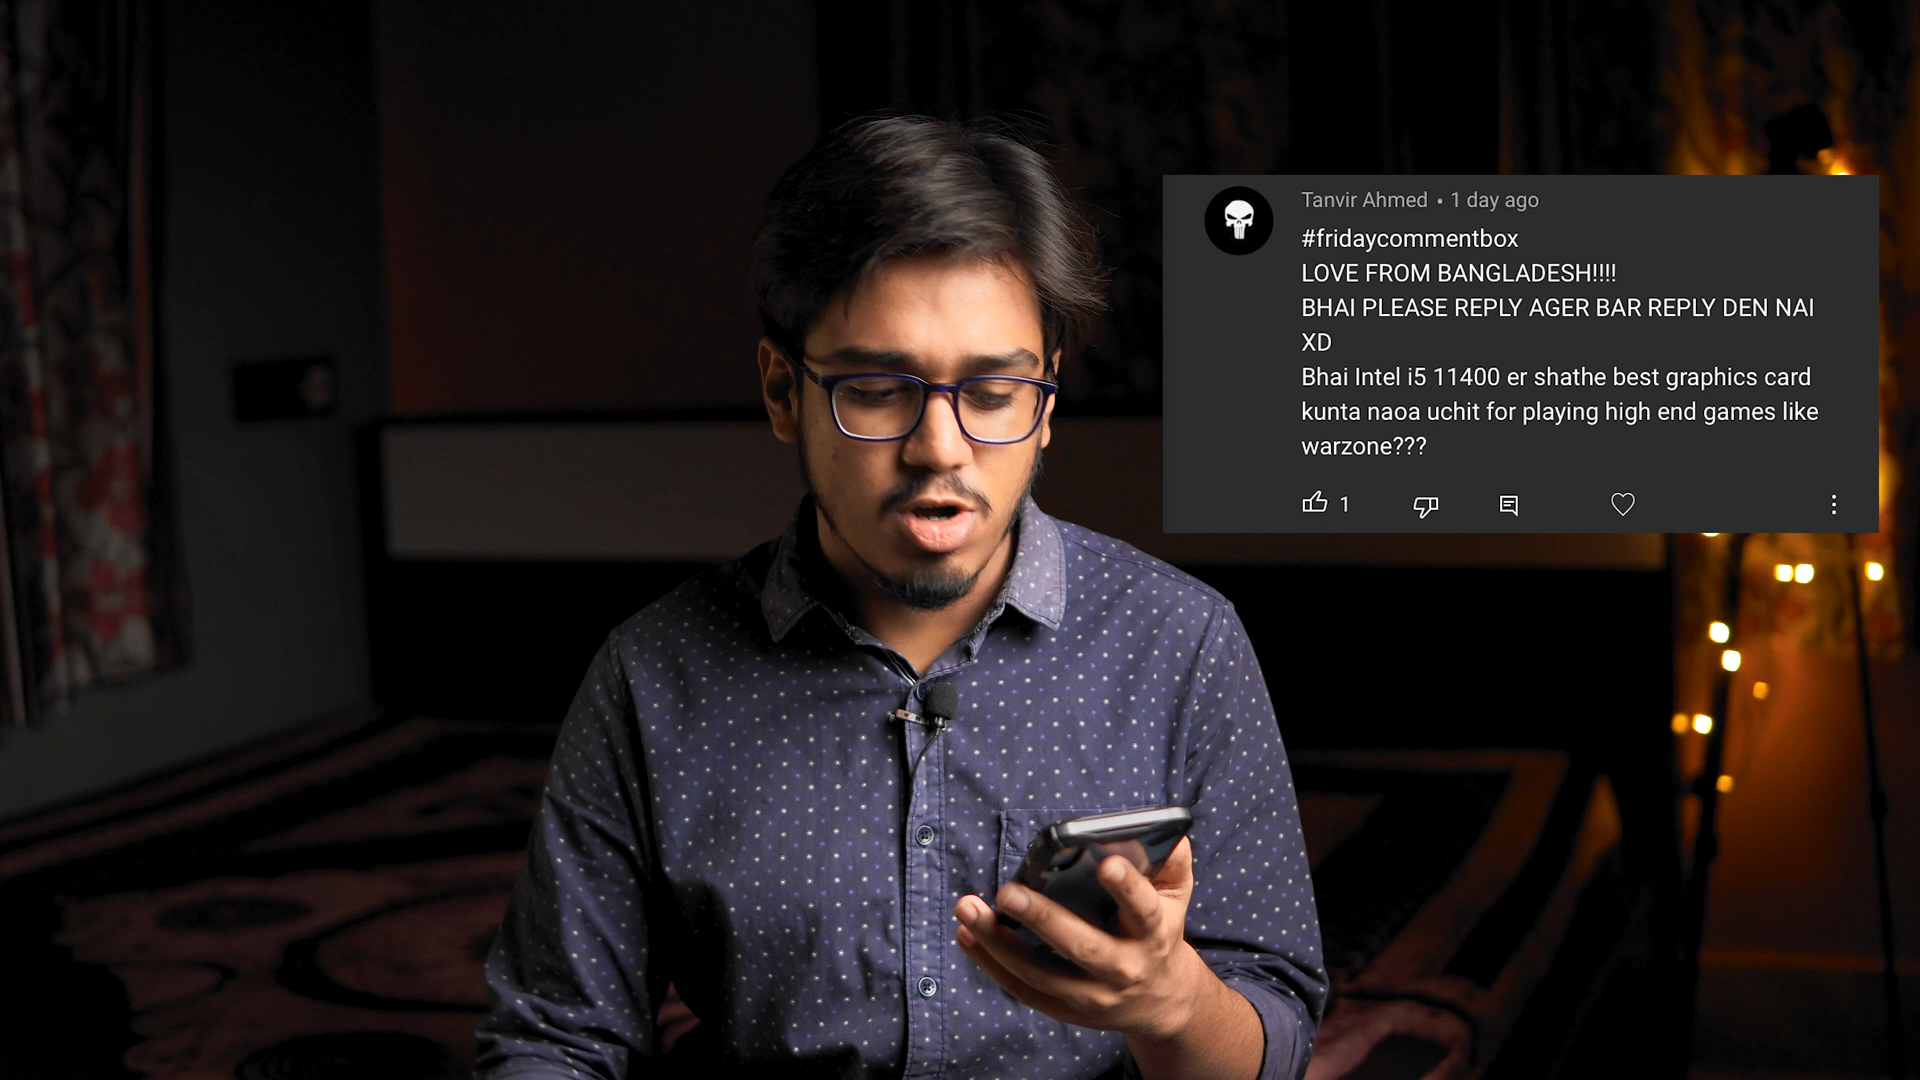 Tanvir Ahmed • 1 day ago
#fridaycommentbox
LOVE FROM BANGLADESH!!!!
BHAI PLEASE REPLY AGER BAR REPLY DEN NAI
XD
Bhai Intel i5 11400 er shathe best graphics card
kunta naoa uchit for playing high end games like
warzone???
1